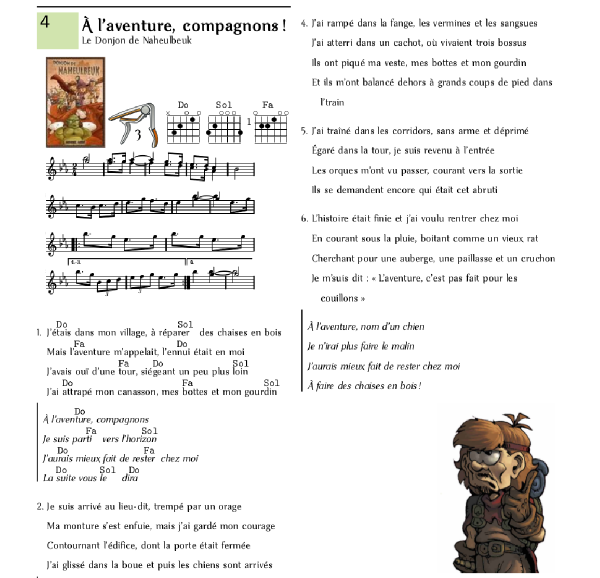 4
À l'aventure, compagnons !
Le Donjon de Naheulbeuk
NAHEULBEUK
3
Do Sol Fa
1
1. J'étais dans mon village, à réparer des chaises en bois
Do Sol
Mais l'aventure m'appelait, l'ennui était en moi
Fa Do
J'avais ouï d'une tour, siégeant un peu plus loin
Fa Do Sol
J'ai attrapé mon canasson, mes bottes et mon gourdin
Do Fa Sol
À l'aventure, compagnons
Do
Je suis parti vers l'horizon
Fa Sol
J'aurais mieux fait de rester chez moi
Do Fa
La suite vous le dira
Do Sol Do
2. Je suis arrivé au lieu-dit, trempé par un orage
Ma monture s'est enfuie, mais j'ai gardé mon courage
Contournant l'édifice, dont la porte était fermée
J'ai glissé dans la boue et puis les chiens sont arrivés
4. J'ai rampé dans la fange, les vermines et les sangsues
J'ai atterri dans un cachot, où vivaient trois bossus
Ils ont piqué ma veste, mes bottes et mon gourdin
Et ils m'ont balancé dehors à grands coups de pied dans
l'train
5. J'ai traîné dans les corridors, sans arme et déprimé
Égaré dans la tour, je suis revenu à l'entrée
Les orques m'ont vu passer, courant vers la sortie
Ils se demandent encore qui était cet abruti
6. L'histoire était finie et j'ai voulu rentrer chez moi
En courant sous la pluie, boitant comme un vieux rat
Cherchant pour une auberge, une paillasse et un cruchon
Je m'suis dit : « L'aventure, c'est pas fait pour les
couillons »
À l'aventure, nom d'un chien
Je n'irai plus faire le malin
J'aurais mieux fait de rester chez moi
À faire des chaises en bois !